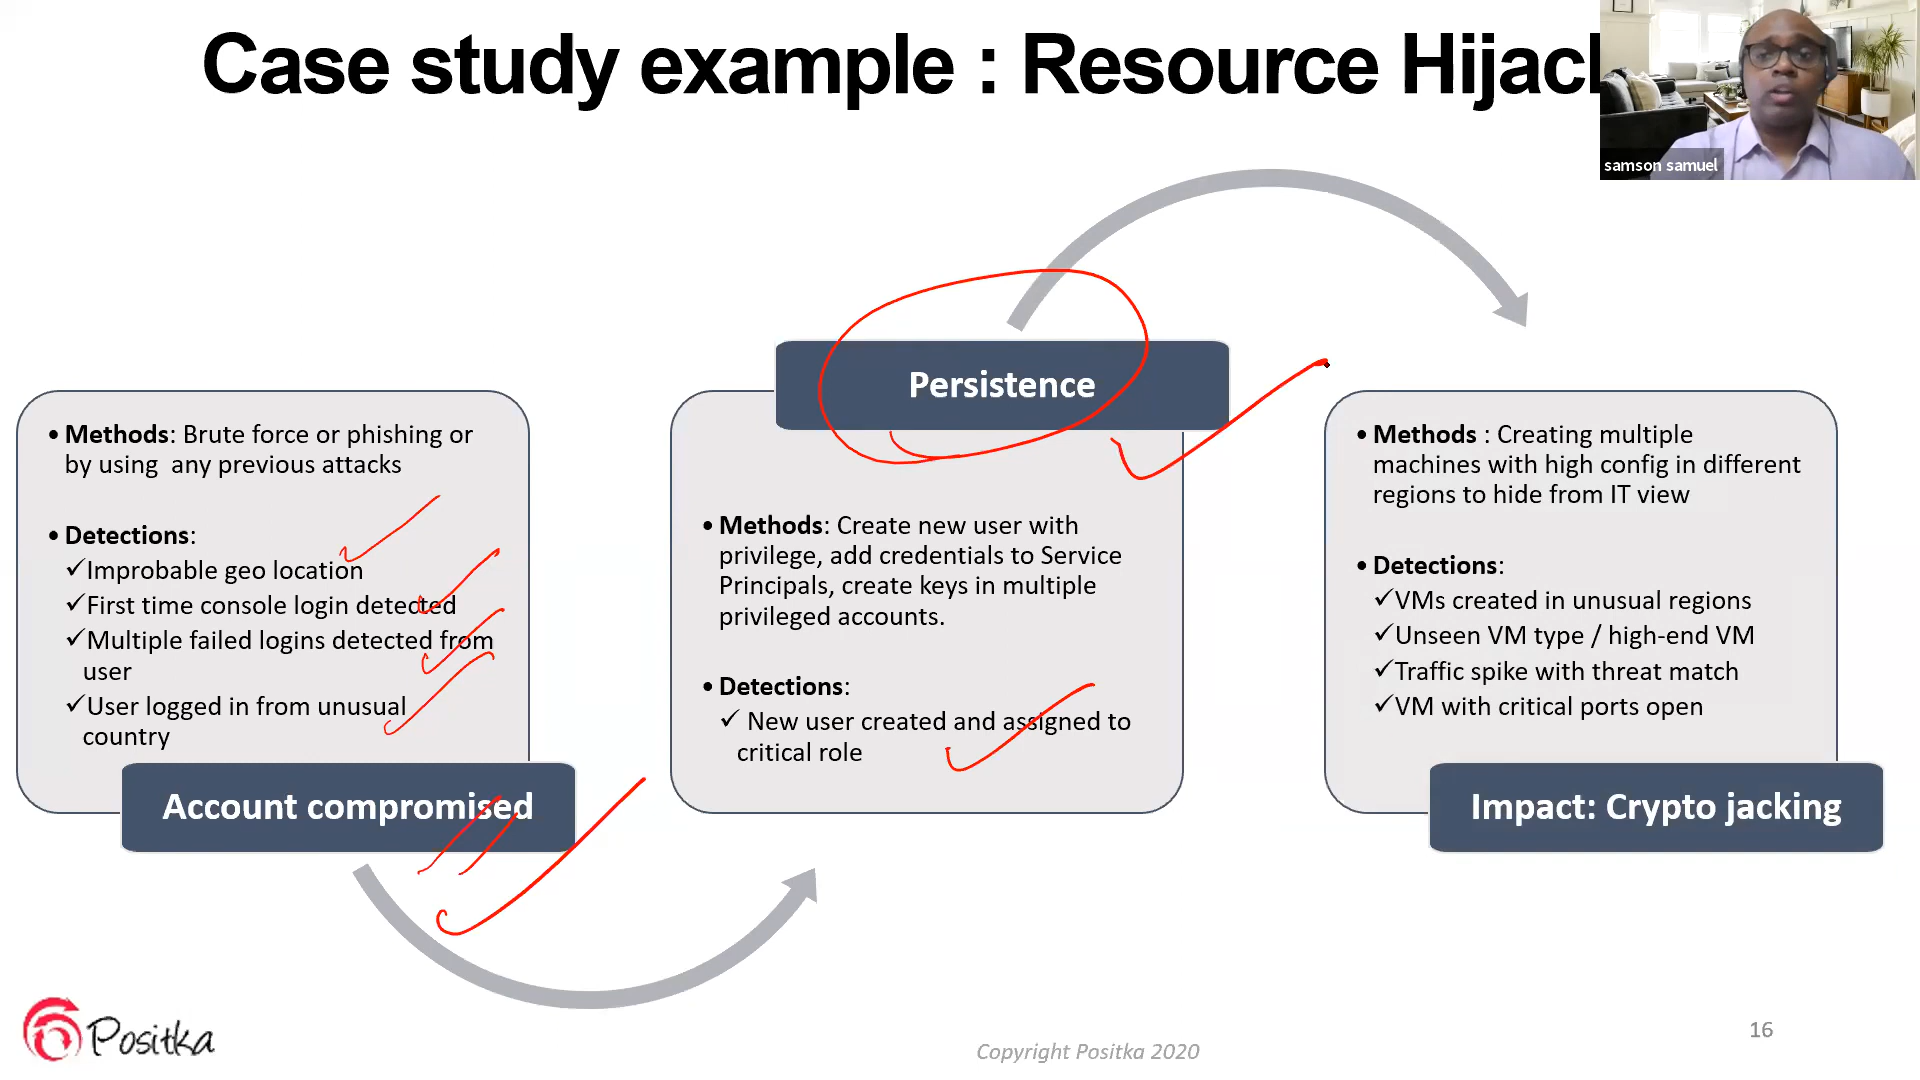 Case study example : Resource Hijack
samson samuel
• Methods: Brute force or phishing or
by using any previous attacks
• Detections:
✓Improbable geo location
✓First time console login detected
✓Multiple failed logins detected from
user
✓User logged in from unusual
country
Account compromised
Persistence
• Methods: Create new user with
privilege, add credentials to Service
Principals, create keys in multiple
privileged accounts.
• Detections:
✓ New user created and assigned to
critical role
• Methods : Creating multiple
machines with high config in different
regions to hide from IT view
• Detections:
✓VMs created in unusual regions
✓Unseen VM type / high-end VM
✓Traffic spike with threat match
✓VM with critical ports open
Impact: Crypto jacking
Positka
Copyright Positka 2020
16